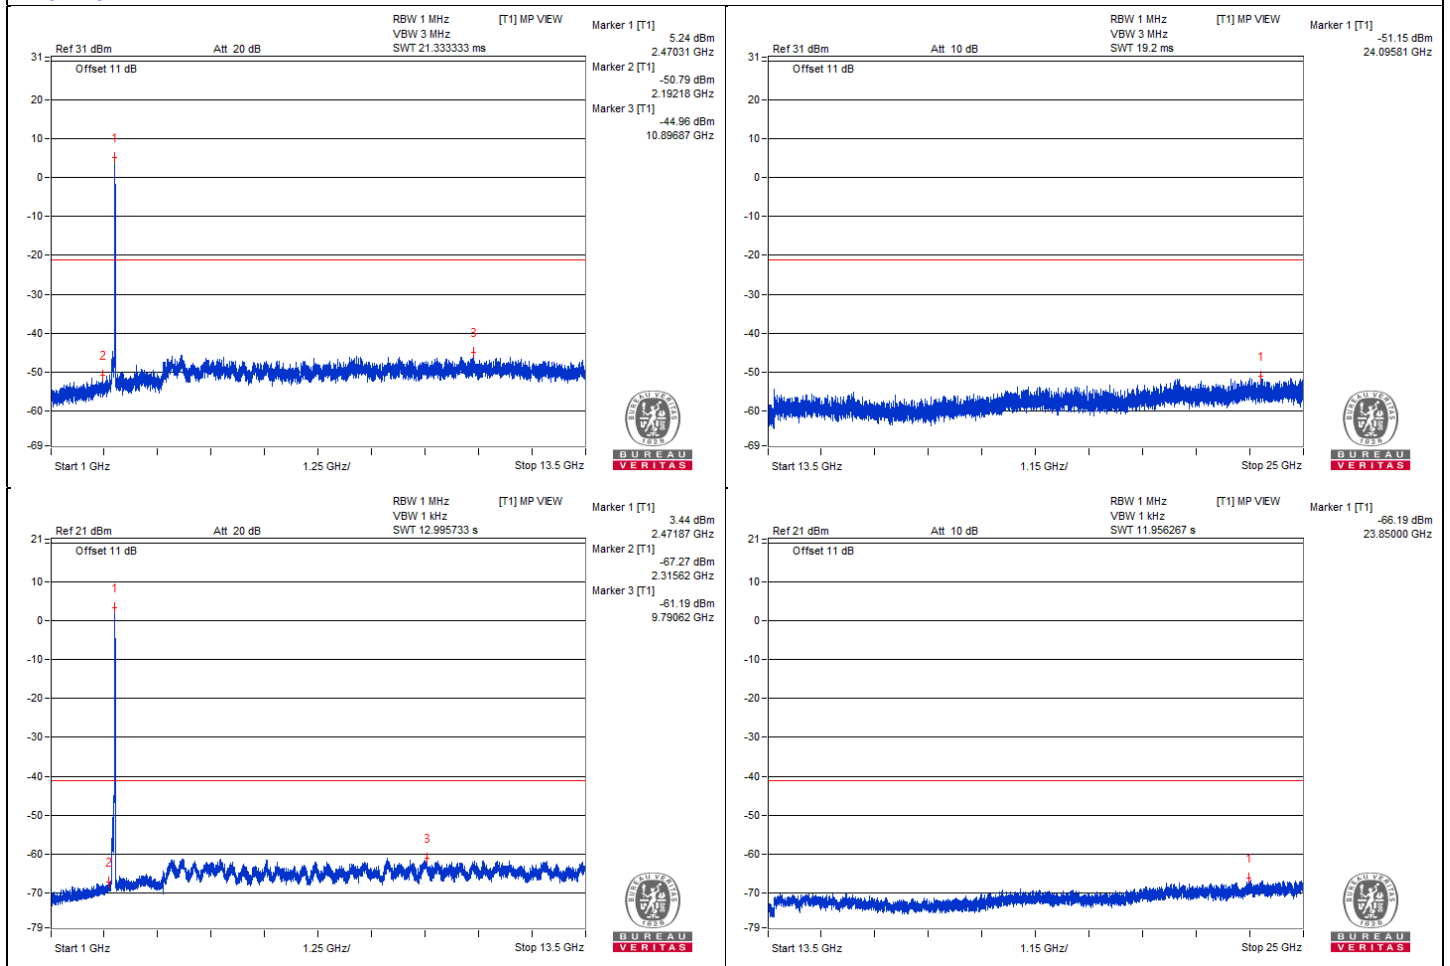 RBW 1 MHz [T1] MP VIEW
VBW 3 MHz
Ref 31 dBm Att 20 dB SWT 21.333333 ms
Marker 1 [T1]
5.24 dBm
2.47031 GHz
Marker 2 [T1]
-50.79 dBm
2.19218 GHz
Marker 3 [T1]
-44.96 dBm
10.89687 GHz
Offset 11 dB
31
20
10
0
-10
-20
-30
-40
-50
-60
-69
1
2
3
Start 1 GHz 1.25 GHz/ Stop 13.5 GHz
BUREAU VERITAS
1828
BUREAU
VERITAS
RBW 1 MHz [T1] MP VIEW
VBW 3 MHz
Ref 31 dBm Att 10 dB SWT 19.2 ms
Marker 1 [T1]
-51.15 dBm
24.09581 GHz
Offset 11 dB
31
20
10
0
-10
-20
-30
-40
-50
-60
-69
1
Start 13.5 GHz 1.15 GHz/ Stop 25 GHz
BUREAU VERITAS
1828
BUREAU
VERITAS
RBW 1 MHz [T1] MP VIEW
VBW 1 kHz
Ref 21 dBm Att 20 dB SWT 12.995733 s
Marker 1 [T1]
3.44 dBm
2.47187 GHz
Marker 2 [T1]
-67.27 dBm
2.31562 GHz
Marker 3 [T1]
-61.19 dBm
9.79062 GHz
Offset 11 dB
21
10
0
-10
-20
-30
-40
-50
-60
-70
-79
1
2
3
Start 1 GHz 1.25 GHz/ Stop 13.5 GHz
BUREAU VERITAS
1828
BUREAU
VERITAS
RBW 1 MHz [T1] MP VIEW
VBW 1 kHz
Ref 21 dBm Att 10 dB SWT 11.956267 s
Marker 1 [T1]
-66.19 dBm
23.85000 GHz
Offset 11 dB
21
10
0
-10
-20
-30
-40
-50
-60
-70
-79
1
Start 13.5 GHz 1.15 GHz/ Stop 25 GHz
BUREAU VERITAS
1828
BUREAU
VERITAS